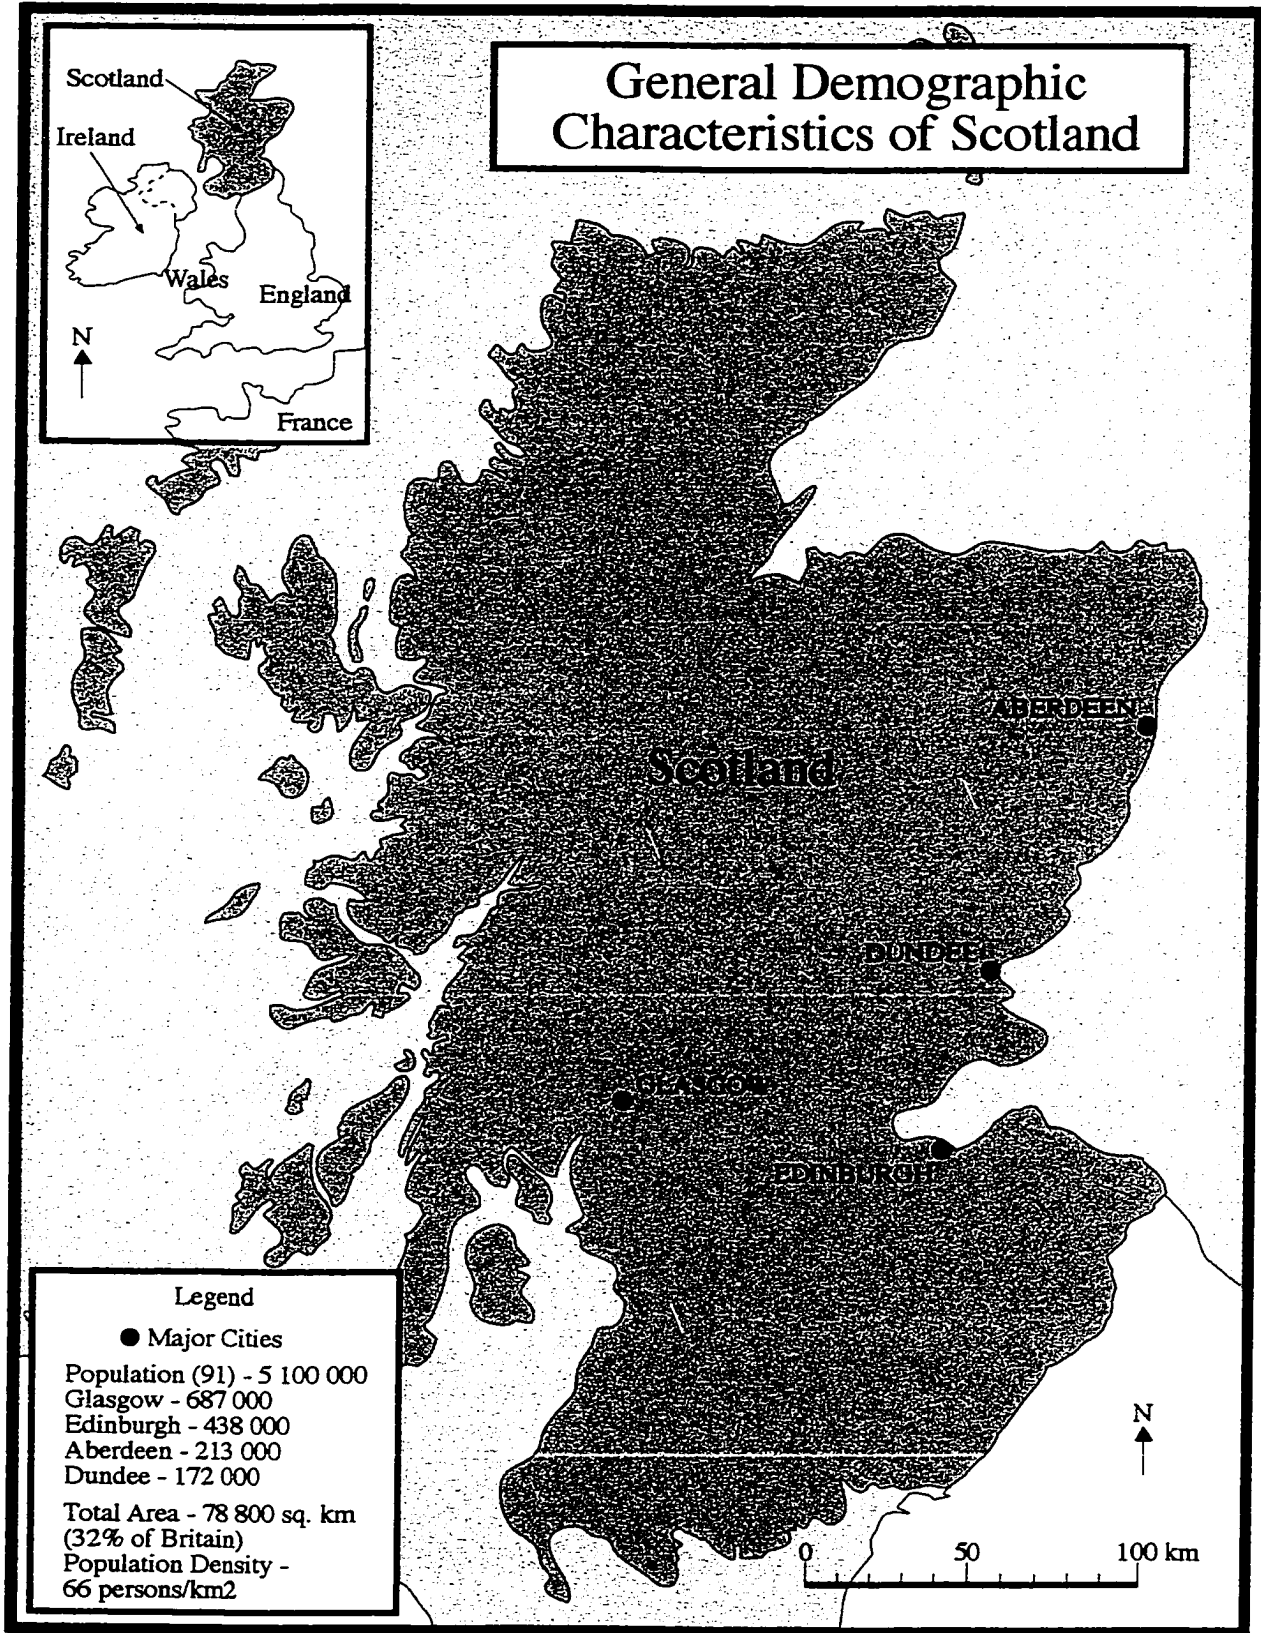 General Demographic
Characteristics of Scotland
Scotland
Ireland
Wales
England
N
France
ABERDEEN
Scotland
DUNDEE
GLASGOW
EDINBURGH
Legend
Major Cities
Population (91) - 5 100 000
Glasgow - 687 000
Edinburgh - 438 000
Aberdeen - 213 000
Dundee - 172 000
Total Area - 78 800 sq. km
(32% of Britain)
Population Density -
66 persons/km2
N
0 50 100 km